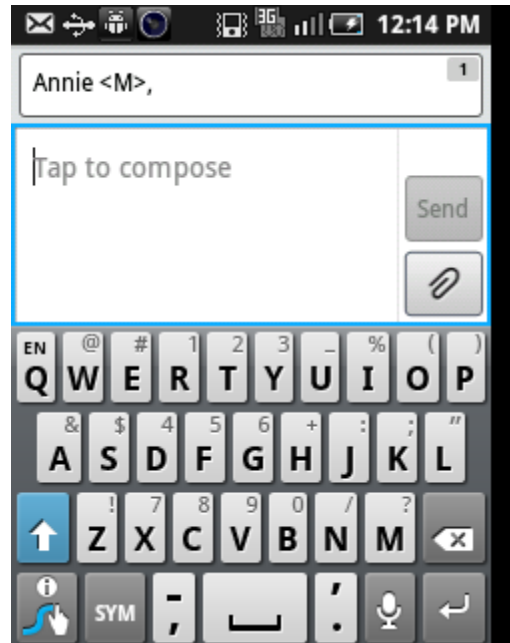 3G 12:14 PM
1
Annie <M>,
Tap to compose
Send
EN @ # 1 2 3 _ % ( )
Q W E R T Y U I O P
& $ 4 5 6 + : ; "
A S D F G H J K L
! 7 8 9 0 / ?
Z X C V B N M
i
SYM - , ' .